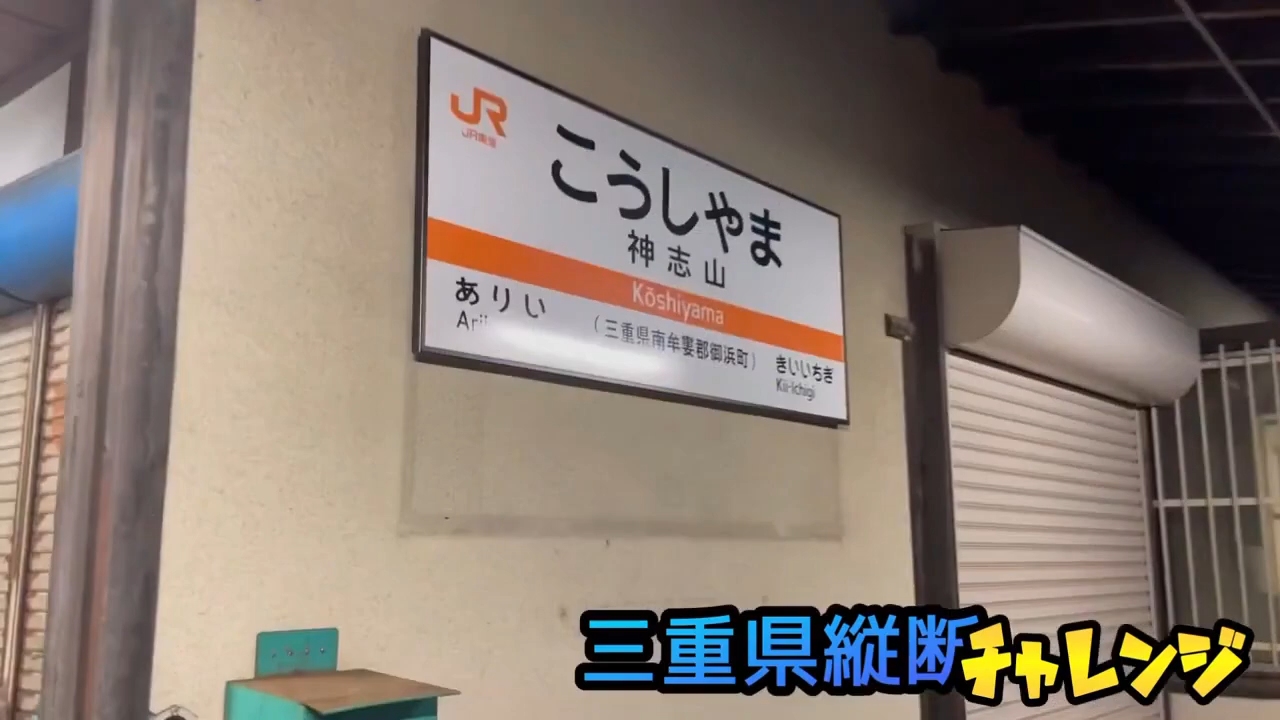 JR
JR東海
こうしやま
神志山
Kōshiyama
ありい
きいいちぎ
(三重県南牟婁郡御浜町)
Kii-Ichigi
三重県縦断チャレンジ